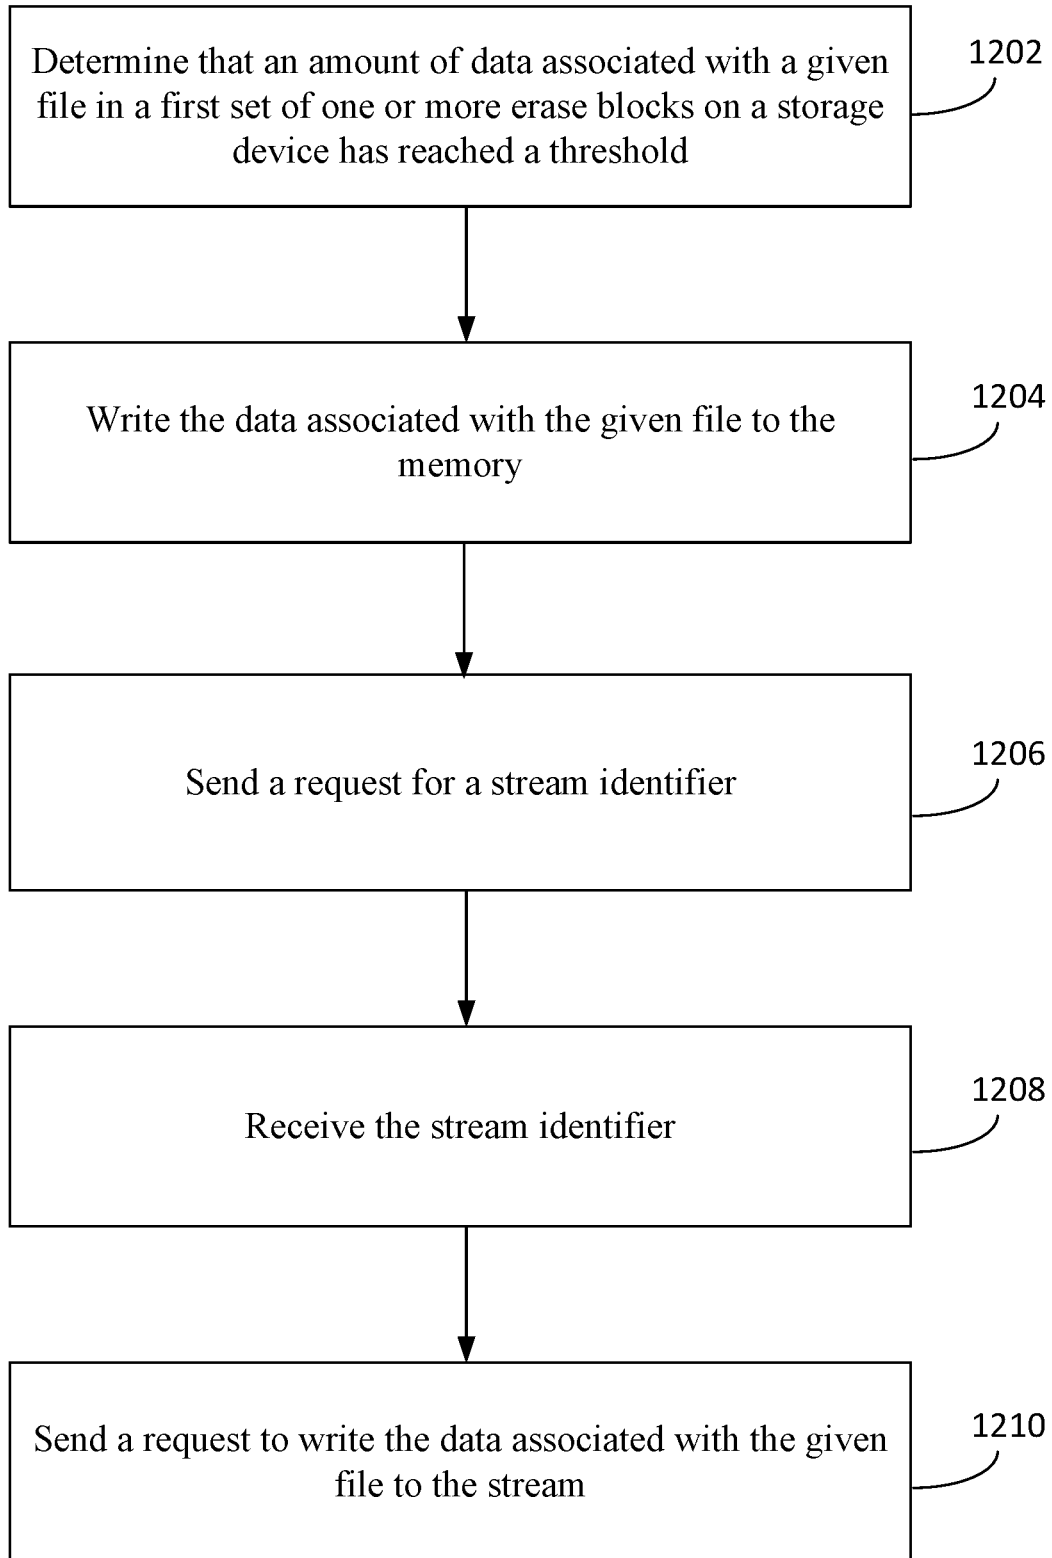 Determine that an amount of data associated with a given
file in a first set of one or more erase blocks on a storage
device has reached a threshold
1202
Write the data associated with the given file to the
memory
1204
Send a request for a stream identifier
1206
Receive the stream identifier
1208
Send a request to write the data associated with the given
file to the stream
1210